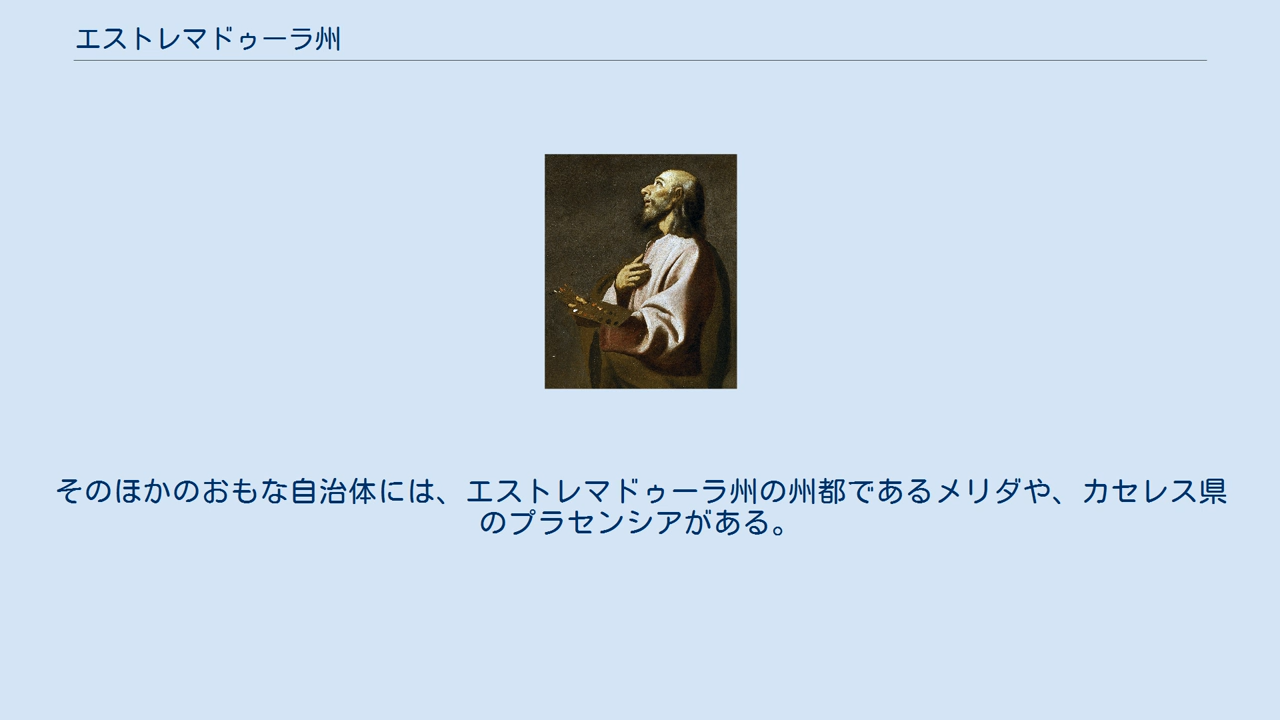 エストレマドゥーラ州
そのほかのおもな自治体には、エストレマドゥーラ州の州都であるメリダや、カセレス県
のプラセンシアがある。